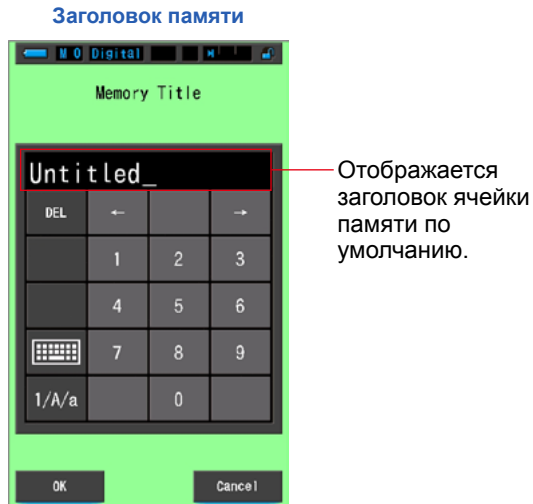 Заголовок памяти
M 0 Digital
Memory Title
Untitled_
Отображается
заголовок ячейки
памяти по
умолчанию.
DEL ← →
1 2 3
4 5 6
7 8 9
1/A/a 0
OK Cancel